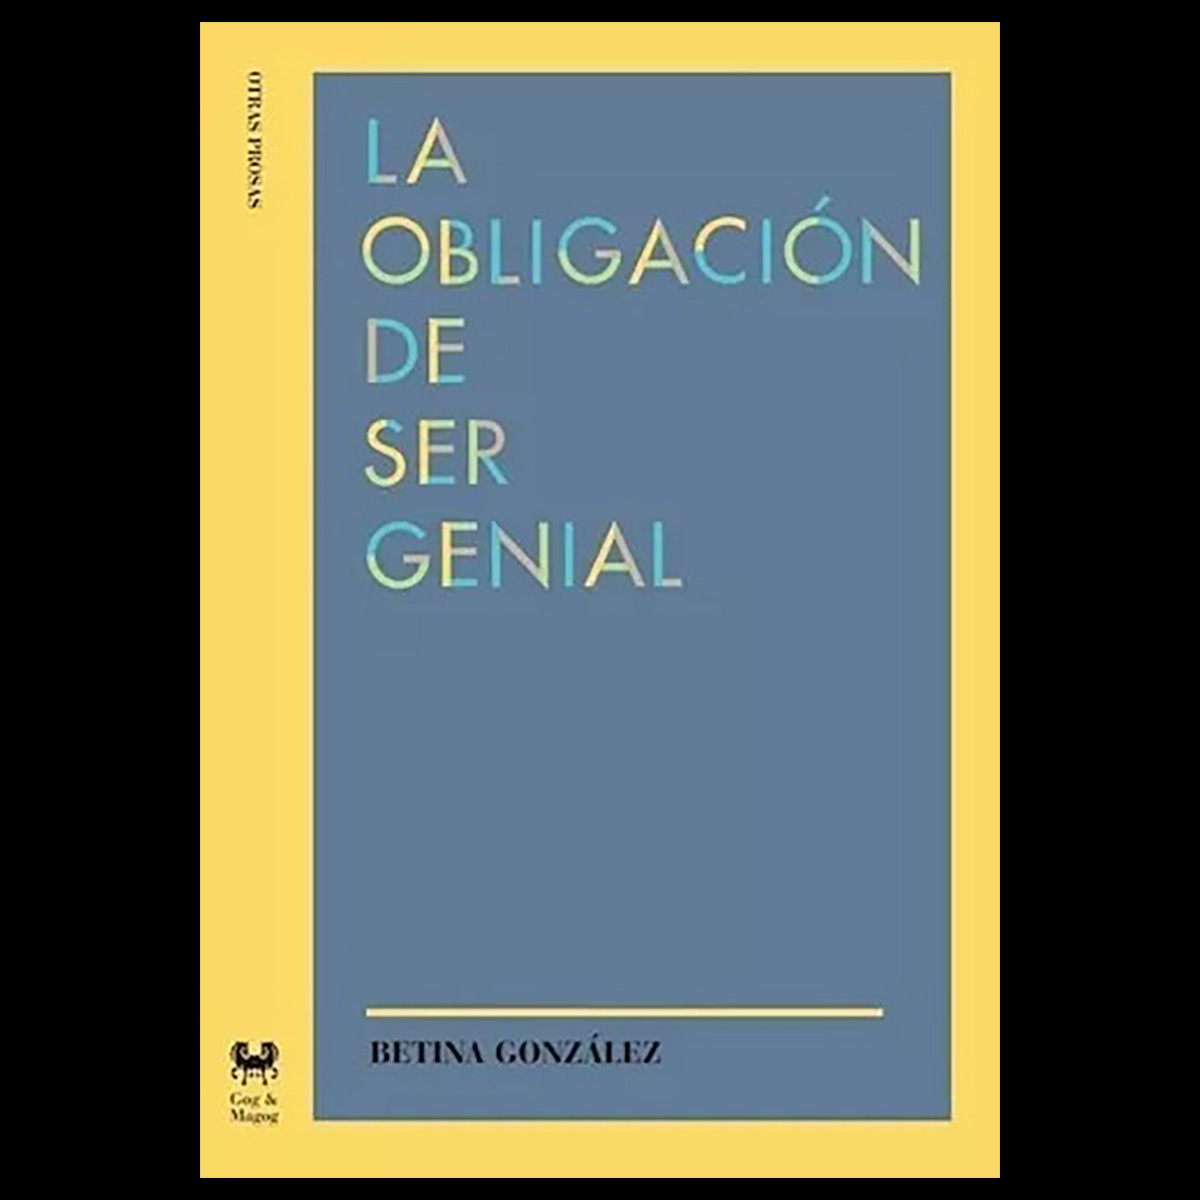 OTRAS PROSAS
LA
OBLIGACIÓN
DE
SER
GENIAL
BETINA GONZÁLEZ
Gog &
Magog